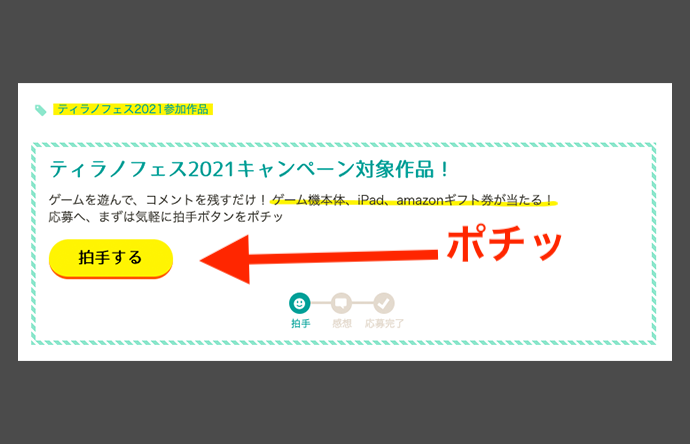 ティラノフェス2021参加作品
ティラノフェス2021キャンペーン対象作品！
ゲームを遊んで、コメントを残すだけ！ゲーム機本体、iPad、amazonギフト券が当たる！
応募へ、まずは気軽に拍手ボタンをポチッ
拍手する
ポチッ
拍手 感想 応募完了